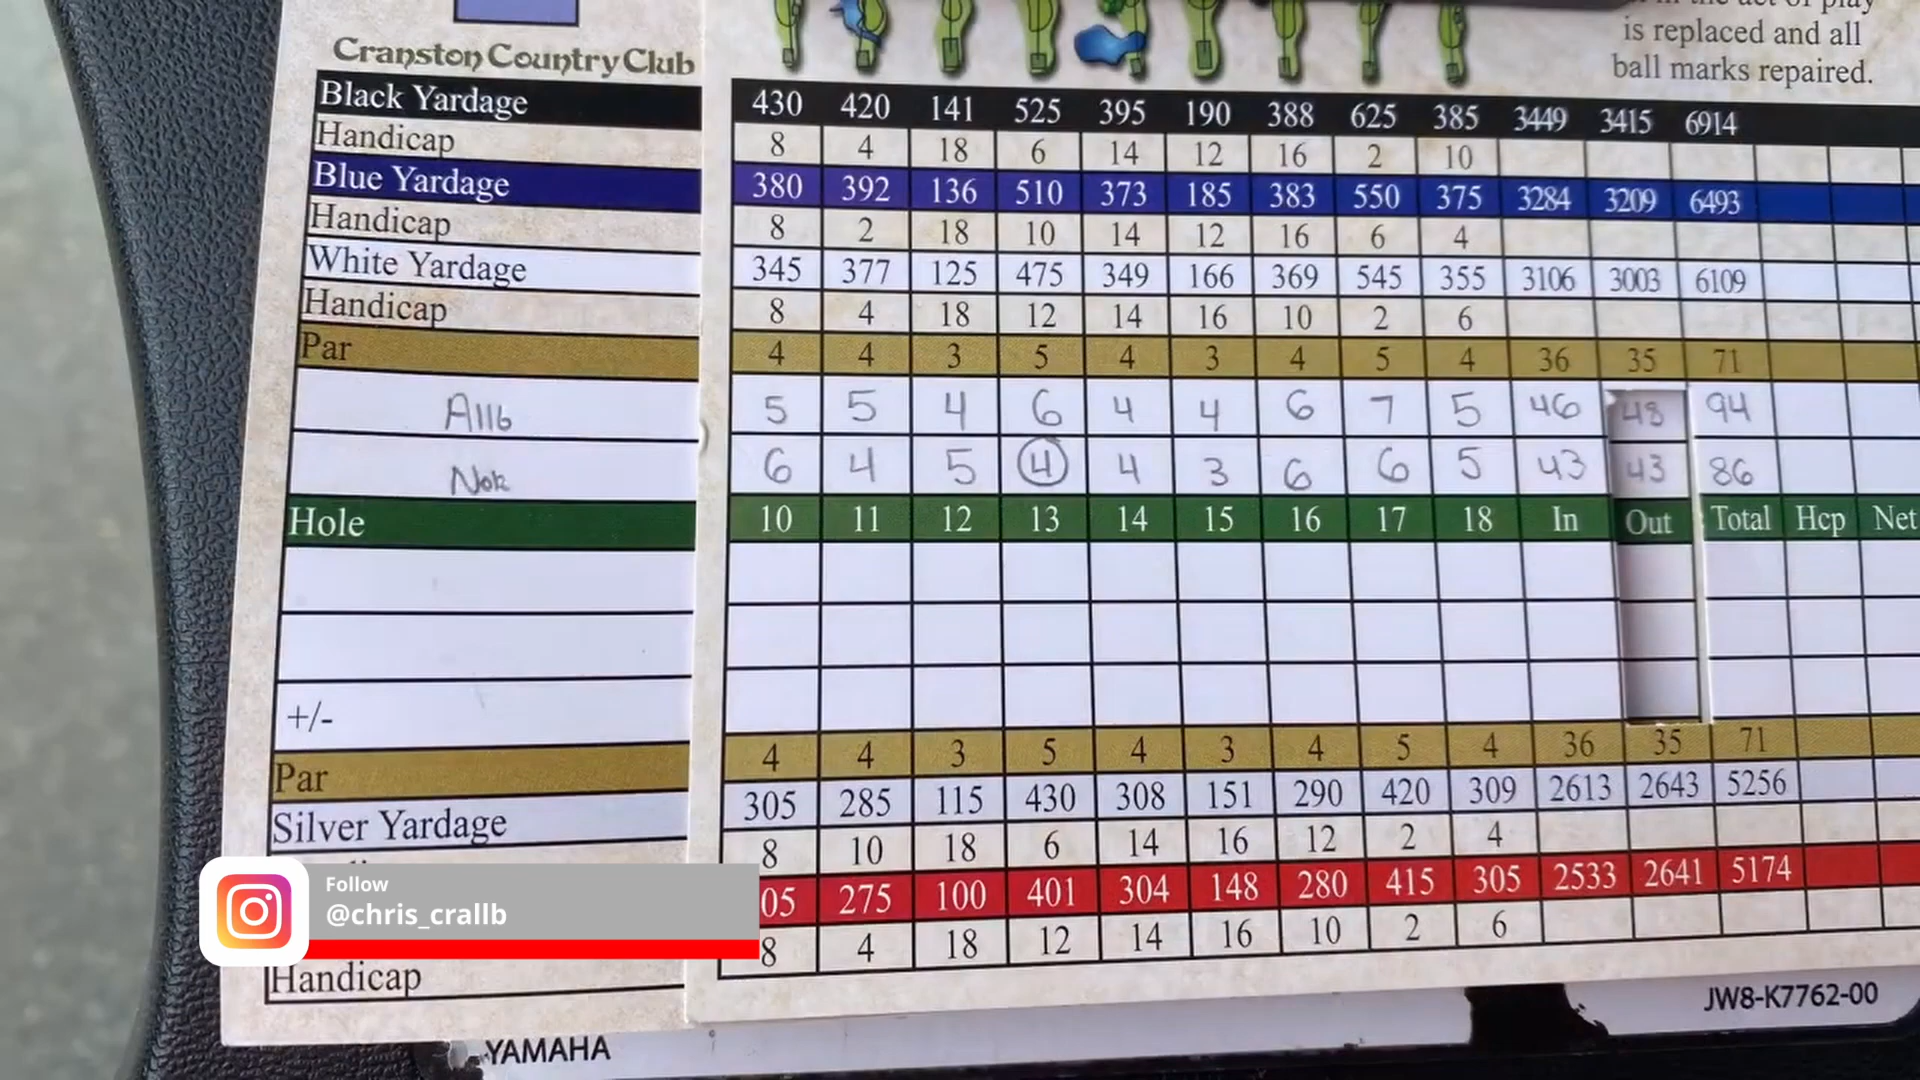 ... in the act of play
is replaced and all
ball marks repaired.
Cranston Country Club
Black Yardage 430 420 141 525 395 190 388 625 385 3449 3415 6914
Handicap 8 4 18 6 14 12 16 2 10
Blue Yardage 380 392 136 510 373 185 383 550 375 3284 3209 6493
Handicap 8 2 18 10 14 12 16 6 4
White Yardage 345 377 125 475 349 166 369 545 355 3106 3003 6109
Handicap 8 4 18 12 14 16 10 2 6
Par 4 4 3 5 4 3 4 5 4 36 35 71
5 5 4 6 4 4 6 7 5 46 48 94
6 4 5 4 4 3 6 6 5 43 43 86
Hole 10 11 12 13 14 15 16 17 18 In Out Total Hcp Net
+/-
Par 4 4 3 5 4 3 4 5 4 36 35 71
Silver Yardage 305 285 115 430 308 151 290 420 309 2613 2643 5256
8 10 18 6 14 16 12 2 4
05 275 100 401 304 148 280 415 305 2533 2641 5174
Handicap 8 4 18 12 14 16 10 2 6
Follow
@chris_crallb
JW8-K7762-00
YAMAHA